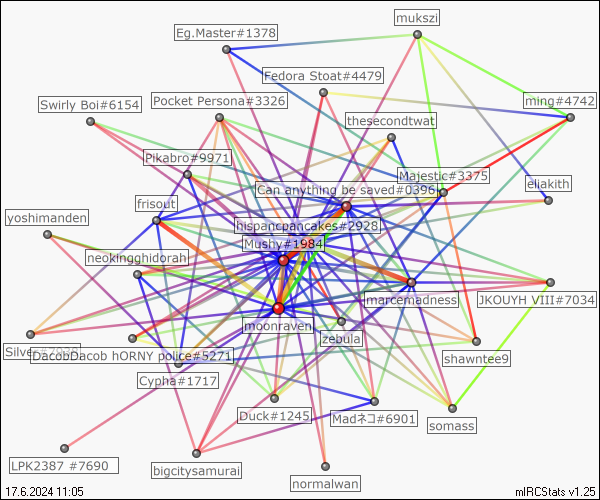 mukszi
Eg.Master#1378
Fedora Stoat#4479
Swirly Boi#6154
Pocket Persona#3326
ming#4742
thesecondtwat
Pikabro#9971
Majestic#3375
eliakith
Can anything be saved#0396
frisout
yoshimanden
hispancpancakes#2928
Mushy#1984
neokingghidorah
marcemadness
JKOUYH VIII#7034
moonraven
zebula
Silver
DacobDacob hORNY police#5271
shawntee9
Cypha#1717
Duck#1245
Madネコ#6901
somass
LPK2387 #7690
bigcitysamurai
normalwan
17.6.2024 11:05
mIRCStats v1.25